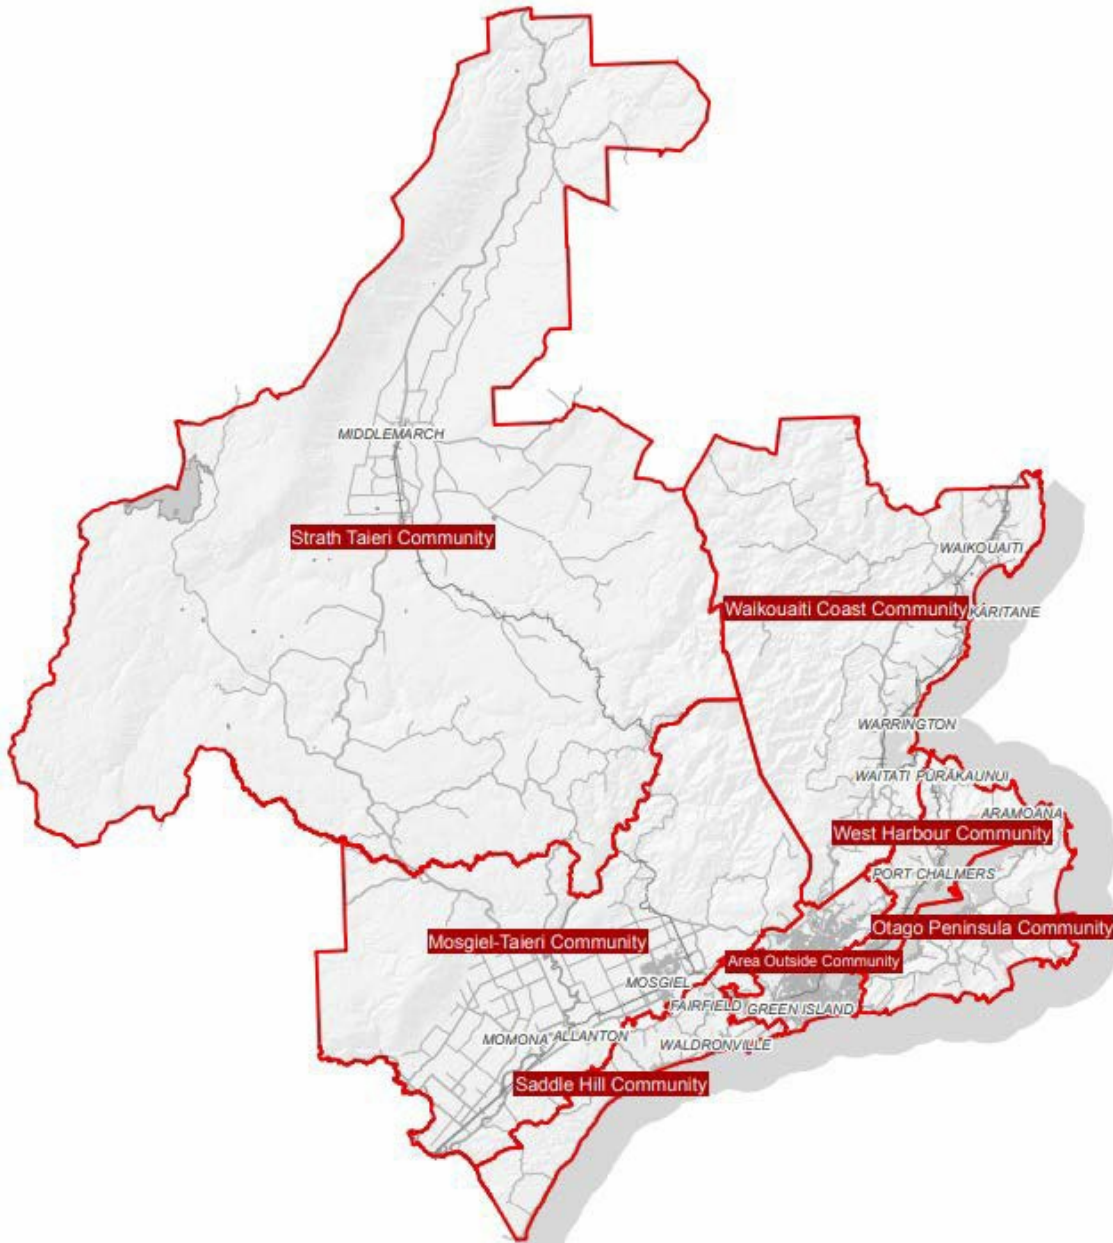 MIDDLEMARCH
Strath Taieri Community
WAIKOUAITI
Waikouaiti Coast Community
KARITANE
WARRINGTON
WAITATI
PŪRĀKAUNUI
ARAMOANA
West Harbour Community
PORT CHALMERS
Otago Peninsula Community
Mosgiel-Taieri Community
Area Outside Community
MOSGIEL
FAIRFIELD
GREEN ISLAND
MOMONA
ALLANTON
WALDRONVILLE
Saddle Hill Community